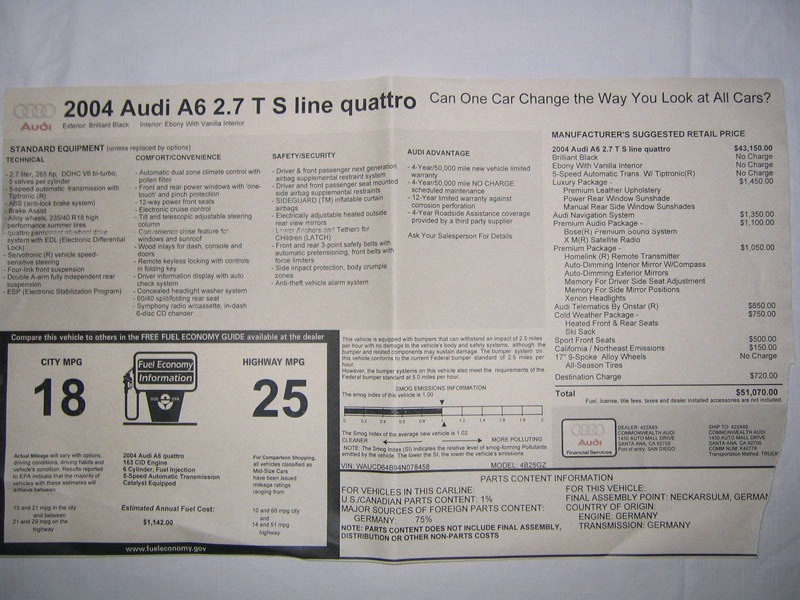 Audi
2004 Audi A6 2.7 T S line quattro
Can One Car Change the Way You Look at All Cars?
Exterior: Brilliant Black Interior: Ebony With Vanilla Interior
STANDARD EQUIPMENT (unless replaced by options)
TECHNICAL
- 2.7 liter, 265 hp, DOHC V6 bi-turbo,
5 valves per cylinder
- 5-speed automatic transmission with
Tiptronic (R)
- ABS (anti-lock brake system)
- Brake Assist
- Alloy wheels, 235/40 R18 high
performance summer tires
- quattro permanent all wheel drive
system with EDL (Electronic Differential
Lock)
- Servotronic (R) vehicle speed-
sensitive steering
- Four-link front suspension
- Double A-arm fully independent rear
suspension
- ESP (Electronic Stabilization Program)
COMFORT/CONVENIENCE
- Automatic dual zone climate control with
pollen filter
- Front and rear power windows with 'one-
touch' and pinch protection
- 12-way power front seats
- Electronic cruise control
- Tilt and telescopic adjustable steering
column
- Convenience close feature for
windows and sunroof
- Wood inlays for dash, console and
doors
- Remote keyless locking with controls
in folding key
- Driver information display with auto
check system
- Concealed headlight washer system
- 60/40 split/folding rear seat
- Symphony radio w/cassette, in-dash
6-disc CD changer
SAFETY/SECURITY
- Driver & front passenger next generation
airbag supplemental restraint system
- Driver and front passenger seat mounted
side airbag supplemental restraints
- SIDEGUARD (TM) inflatable curtain
airbags
- Electrically adjustable heated outside
rear view mirrors
- Lower Anchors and Tethers for
CHildren (LATCH)
- Front and rear 3-point safety belts with
automatic pretensioning, front belts with
force limiters
- Side impact protection, body crumple
zones
- Anti-theft vehicle alarm system
AUDI ADVANTAGE
- 4-Year/50,000 mile new vehicle limited
warranty
- 4-Year/50,000 mile NO CHARGE
scheduled maintenance
- 12-Year limited warranty against
corrosion perforation
- 4-Year Roadside Assistance coverage
provided by a third party supplier
Ask Your Salesperson For Details
MANUFACTURER'S SUGGESTED RETAIL PRICE
2004 Audi A6 2.7 T S line quattro $43,150.00
Brilliant Black No Charge
Ebony With Vanilla Interior No Charge
5-Speed Automatic Trans. W/ Tiptronic(R) No Charge
Luxury Package - $1,450.00
Premium Leather Upholstery
Power Rear Window Sunshade
Manual Rear Side Window Sunshades
Audi Navigation System $1,350.00
Premium Audio Package - $1,100.00
Bose(R) Premium Sound System
X M(R) Satellite Radio
Premium Package - $1,050.00
Homelink (R) Remote Transmitter
Auto-Dimming Interior Mirror W/Compass
Auto-Dimming Exterior Mirrors
Memory For Driver Side Seat Adjustment
Memory For Side Mirror Positions
Xenon Headlights
Audi Telematics By Onstar (R) $850.00
Cold Weather Package - $750.00
Heated Front & Rear Seats
Ski Sack
Sport Front Seats $500.00
California / Northeast Emissions $150.00
17" 9-Spoke Alloy Wheels No Charge
All-Season Tires
Destination Charge $720.00
Total $51,070.00
Fuel, license, title fees, taxes and dealer installed accessories are not included.
Compare this vehicle to others in the FREE FUEL ECONOMY GUIDE available at the dealer
CITY MPG
18
Fuel Economy
Information
HIGHWAY MPG
25
Actual Mileage will vary with options,
driving conditions, driving habits and
vehicle's condition. Results reported
to EPA indicate that the majority of
vehicles with these estimates will
achieve between
15 and 21 mpg in the city
and between
21 and 29 mpg on the
highway
2004 Audi A6 quattro
163 CID Engine
6 Cylinder, Fuel Injection
5-Speed Automatic Transmission
Catalyst Equipped
Estimated Annual Fuel Cost:
$1,142.00
For Comparison Shopping,
all vehicles classified as
Mid-Size Cars
have been issued
mileage ratings
ranging from
10 and 60 mpg city
and
14 and 51 mpg
highway
www.fueleconomy.gov
This vehicle is equipped with bumpers that can withstand an impact of 2.5 miles
per hour with no damage to the vehicle's body and safety systems, although the
bumper and related components may sustain damage. The bumper system on
this vehicle conforms to the current Federal bumper standard of 2.5 miles per
hour.
However, the bumper systems on this vehicle also meet the requirements of the
Federal bumper standard at 5.0 miles per hour.
SMOG EMISSIONS INFORMATION
The smog index of this vehicle is 1.00
The Smog Index of the average new vehicle is 1.02
CLEANER MORE POLLUTING
NOTE: The Smog Index (SI) indicates the relative level of smog-forming Pollutants
emitted by this vehicle. The lower the SI, the lower the vehicle's emissions.
VIN: WAUCD64B94N078458 MODEL: 4B25GZ
Audi
Financial Services
DEALER: 422A83
COMMONWEALTH AUDI
1450 AUTO MALL DRIVE
SANTA ANA, CA 92705
Port of entry: SAN DIEGO
SHIP TO: 422A83
COMMONWEALTH AUDI
1450 AUTO MALL DRIVE
SANTA ANA, CA 92705
Transportation Method: TRUCK
PARTS CONTENT INFORMATION
FOR VEHICLES IN THIS CARLINE:
U.S./CANADIAN PARTS CONTENT: 1%
MAJOR SOURCES OF FOREIGN PARTS CONTENT:
GERMANY 75%
NOTE: PARTS CONTENT DOES NOT INCLUDE FINAL ASSEMBLY,
DISTRIBUTION OR OTHER NON-PARTS COSTS
FOR THIS VEHICLE:
FINAL ASSEMBLY POINT: NECKARSULM, GERMAN
COUNTRY OF ORIGIN:
ENGINE: GERMANY
TRANSMISSION: GERMANY